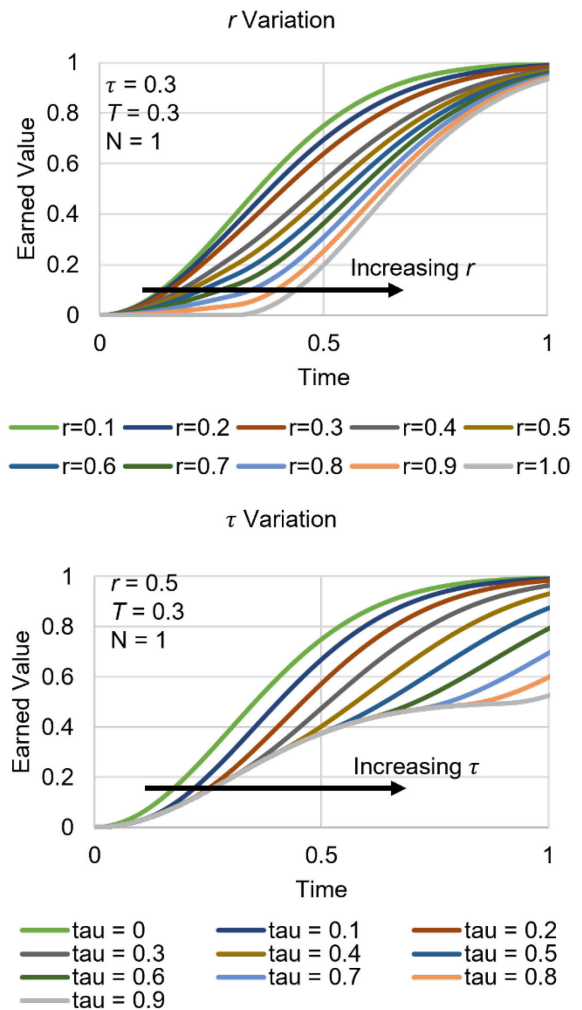 r Variation
1
0.8
0.6
0.4
0.2
0
Earned Value
τ = 0.3
T = 0.3
N = 1
Increasing r
0 0.5 1
Time
r=0.1 r=0.2 r=0.3 r=0.4 r=0.5
r=0.6 r=0.7 r=0.8 r=0.9 r=1.0
τ Variation
1
0.8
0.6
0.4
0.2
0
Earned Value
r = 0.5
T = 0.3
N = 1
Increasing τ
0 0.5 1
Time
tau = 0 tau = 0.1 tau = 0.2
tau = 0.3 tau = 0.4 tau = 0.5
tau = 0.6 tau = 0.7 tau = 0.8
tau = 0.9